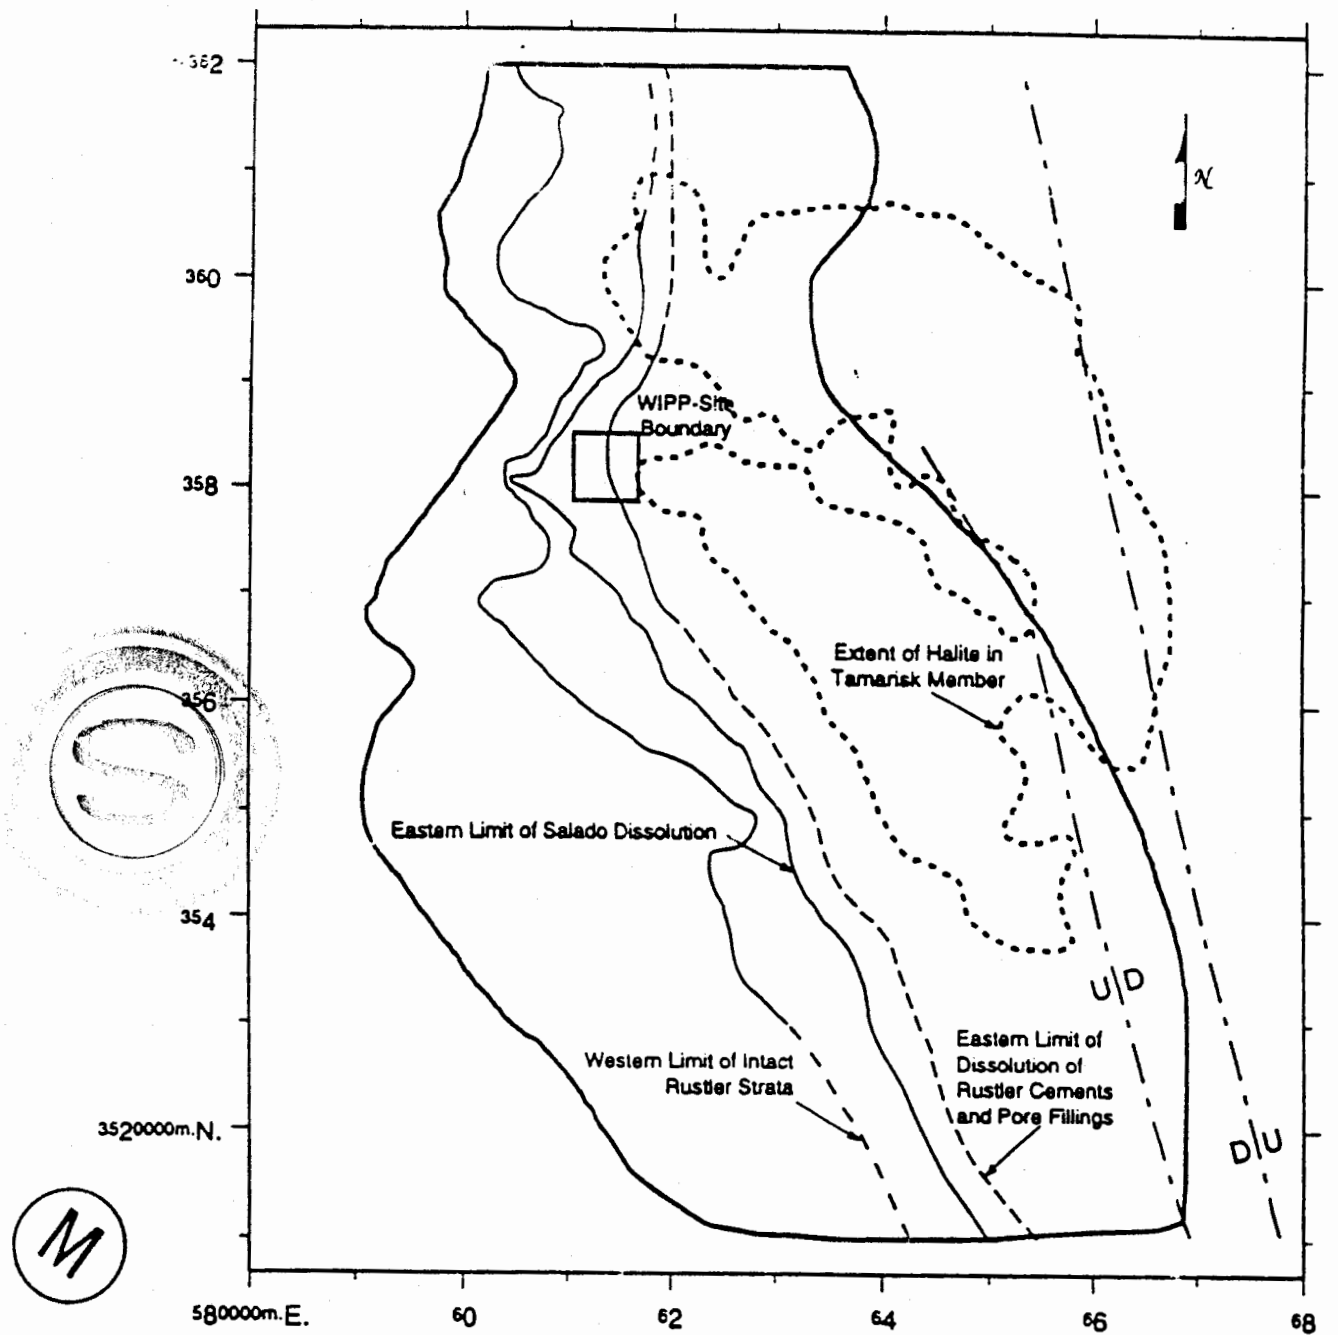 362
N
360
WIPP-Site
Boundary
358
Extent of Halite in
Tamarisk Member
356
S
Eastern Limit of Salado Dissolution
354
U D
Western Limit of Intact
Rustler Strata
Eastern Limit of
Dissolution of
Rustler Cements
and Pore Fillings
3520000m.N.
D U
M
580000m.E.
60
62
64
66
68